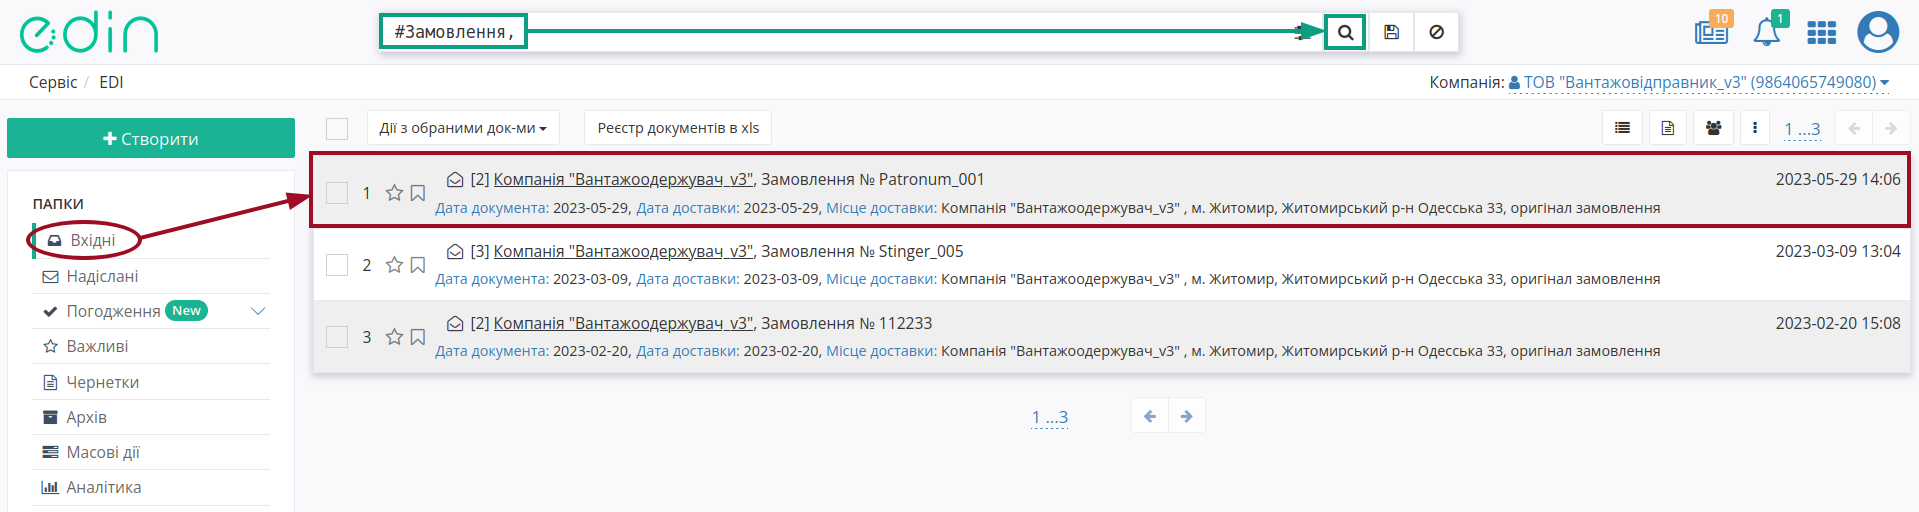 edin
#Замовлення,
10
1
Сервіс / EDI
Компанія: ТОВ "Вантажовідправник_v3" (9864065749080)
Створити
Дії з обраними док-ми
Реєстр документів в xls
1 ...3
ПАПКИ
Вхідні
Надіслані
Погодження New
Важливі
Чернетки
Архів
Масові дії
Аналітика
1 [2] Компанія "Вантажоодержувач_v3", Замовлення № Patronum_001 2023-05-29 14:06
Дата документа: 2023-05-29, Дата доставки: 2023-05-29, Місце доставки: Компанія "Вантажоодержувач_v3" , м. Житомир, Житомирський р-н Одесська 33, оригінал замовлення
2 [3] Компанія "Вантажоодержувач_v3", Замовлення № Stinger_005 2023-03-09 13:04
Дата документа: 2023-03-09, Дата доставки: 2023-03-09, Місце доставки: Компанія "Вантажоодержувач_v3" , м. Житомир, Житомирський р-н Одесська 33, оригінал замовлення
3 [2] Компанія "Вантажоодержувач_v3", Замовлення № 112233 2023-02-20 15:08
Дата документа: 2023-02-20, Дата доставки: 2023-02-20, Місце доставки: Компанія "Вантажоодержувач_v3" , м. Житомир, Житомирський р-н Одесська 33, оригінал замовлення
1 ...3